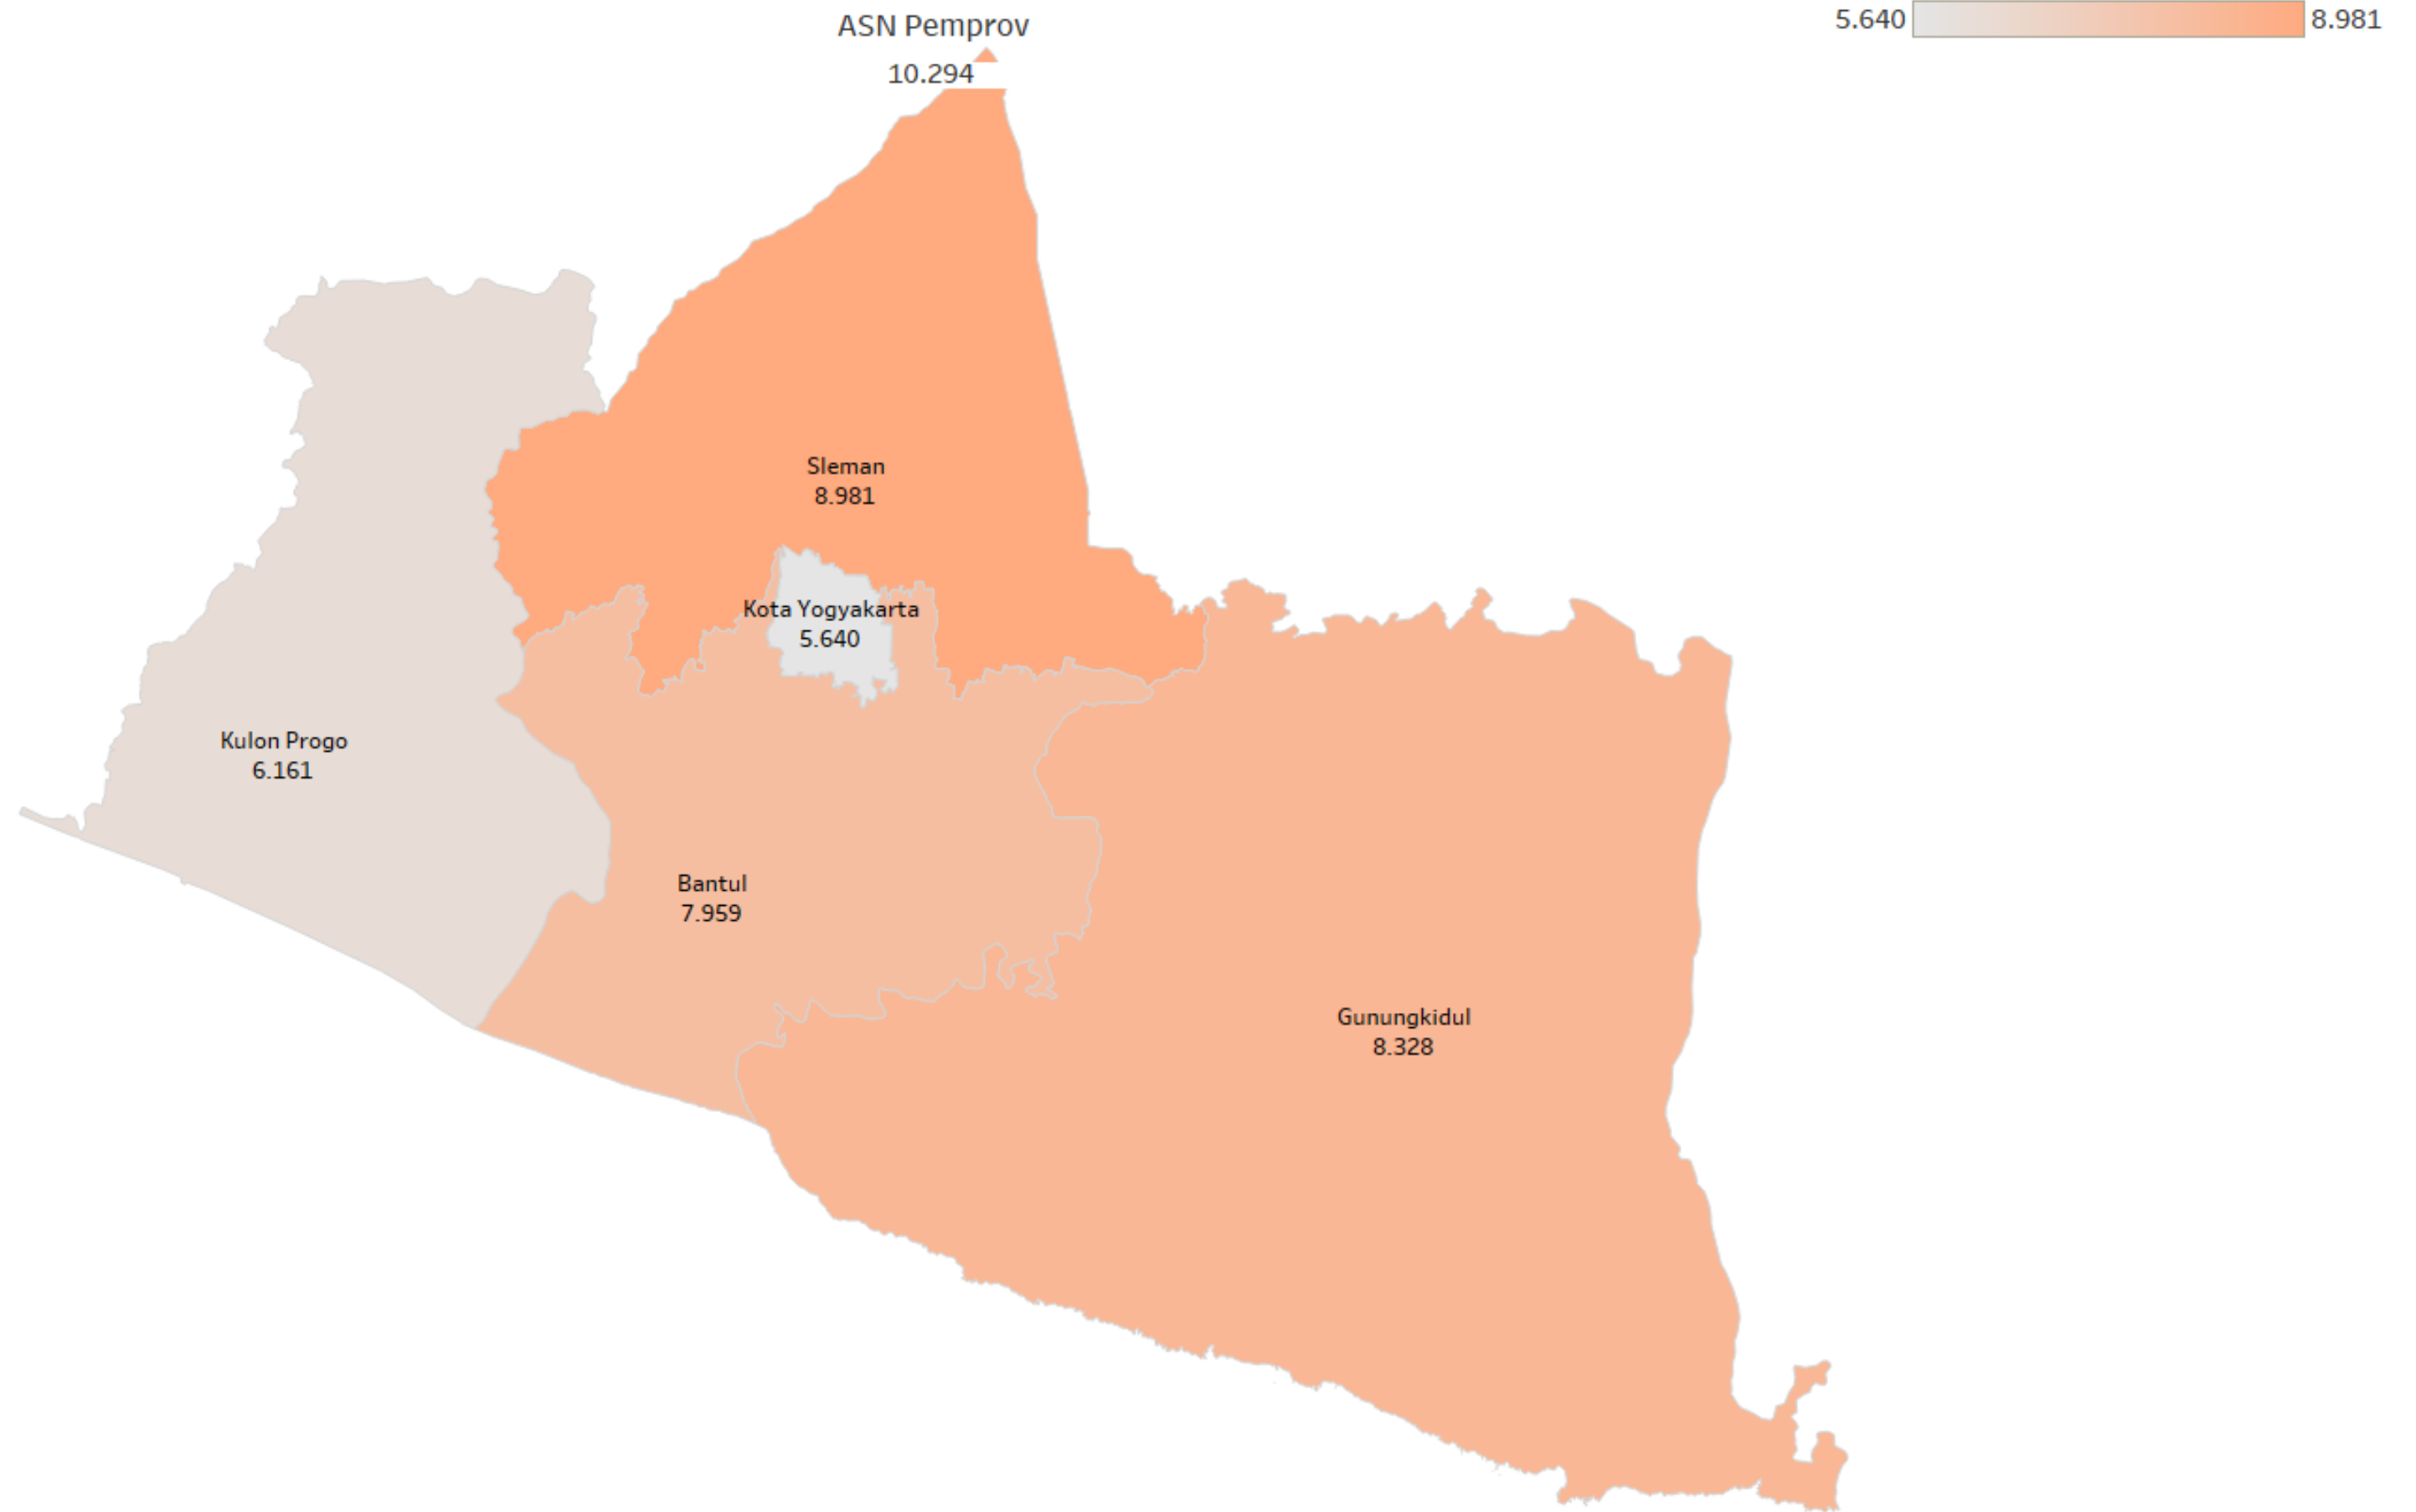 ASN Pemprov
10.294
5.640
8.981
Sleman
8.981
Kota Yogyakarta
5.640
Kulon Progo
6.161
Bantul
7.959
Gunungkidul
8.328